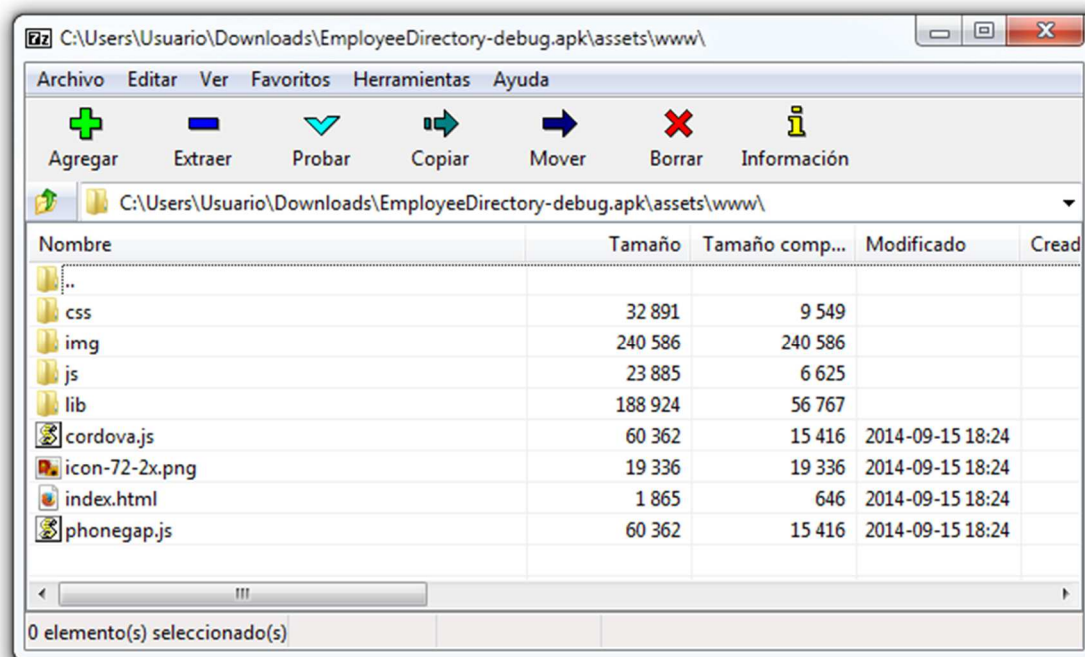 7z C:\Users\Usuario\Downloads\EmployeeDirectory-debug.apk\assets\www\
Archivo Editar Ver Favoritos Herramientas Ayuda
Agregar Extraer Probar Copiar Mover Borrar Información
C:\Users\Usuario\Downloads\EmployeeDirectory-debug.apk\assets\www\
Nombre Tamaño Tamaño comp... Modificado Cread
..
css 32 891 9 549
img 240 586 240 586
js 23 885 6 625
lib 188 924 56 767
cordova.js 60 362 15 416 2014-09-15 18:24
icon-72-2x.png 19 336 19 336 2014-09-15 18:24
index.html 1 865 646 2014-09-15 18:24
phonegap.js 60 362 15 416 2014-09-15 18:24
0 elemento(s) seleccionado(s)